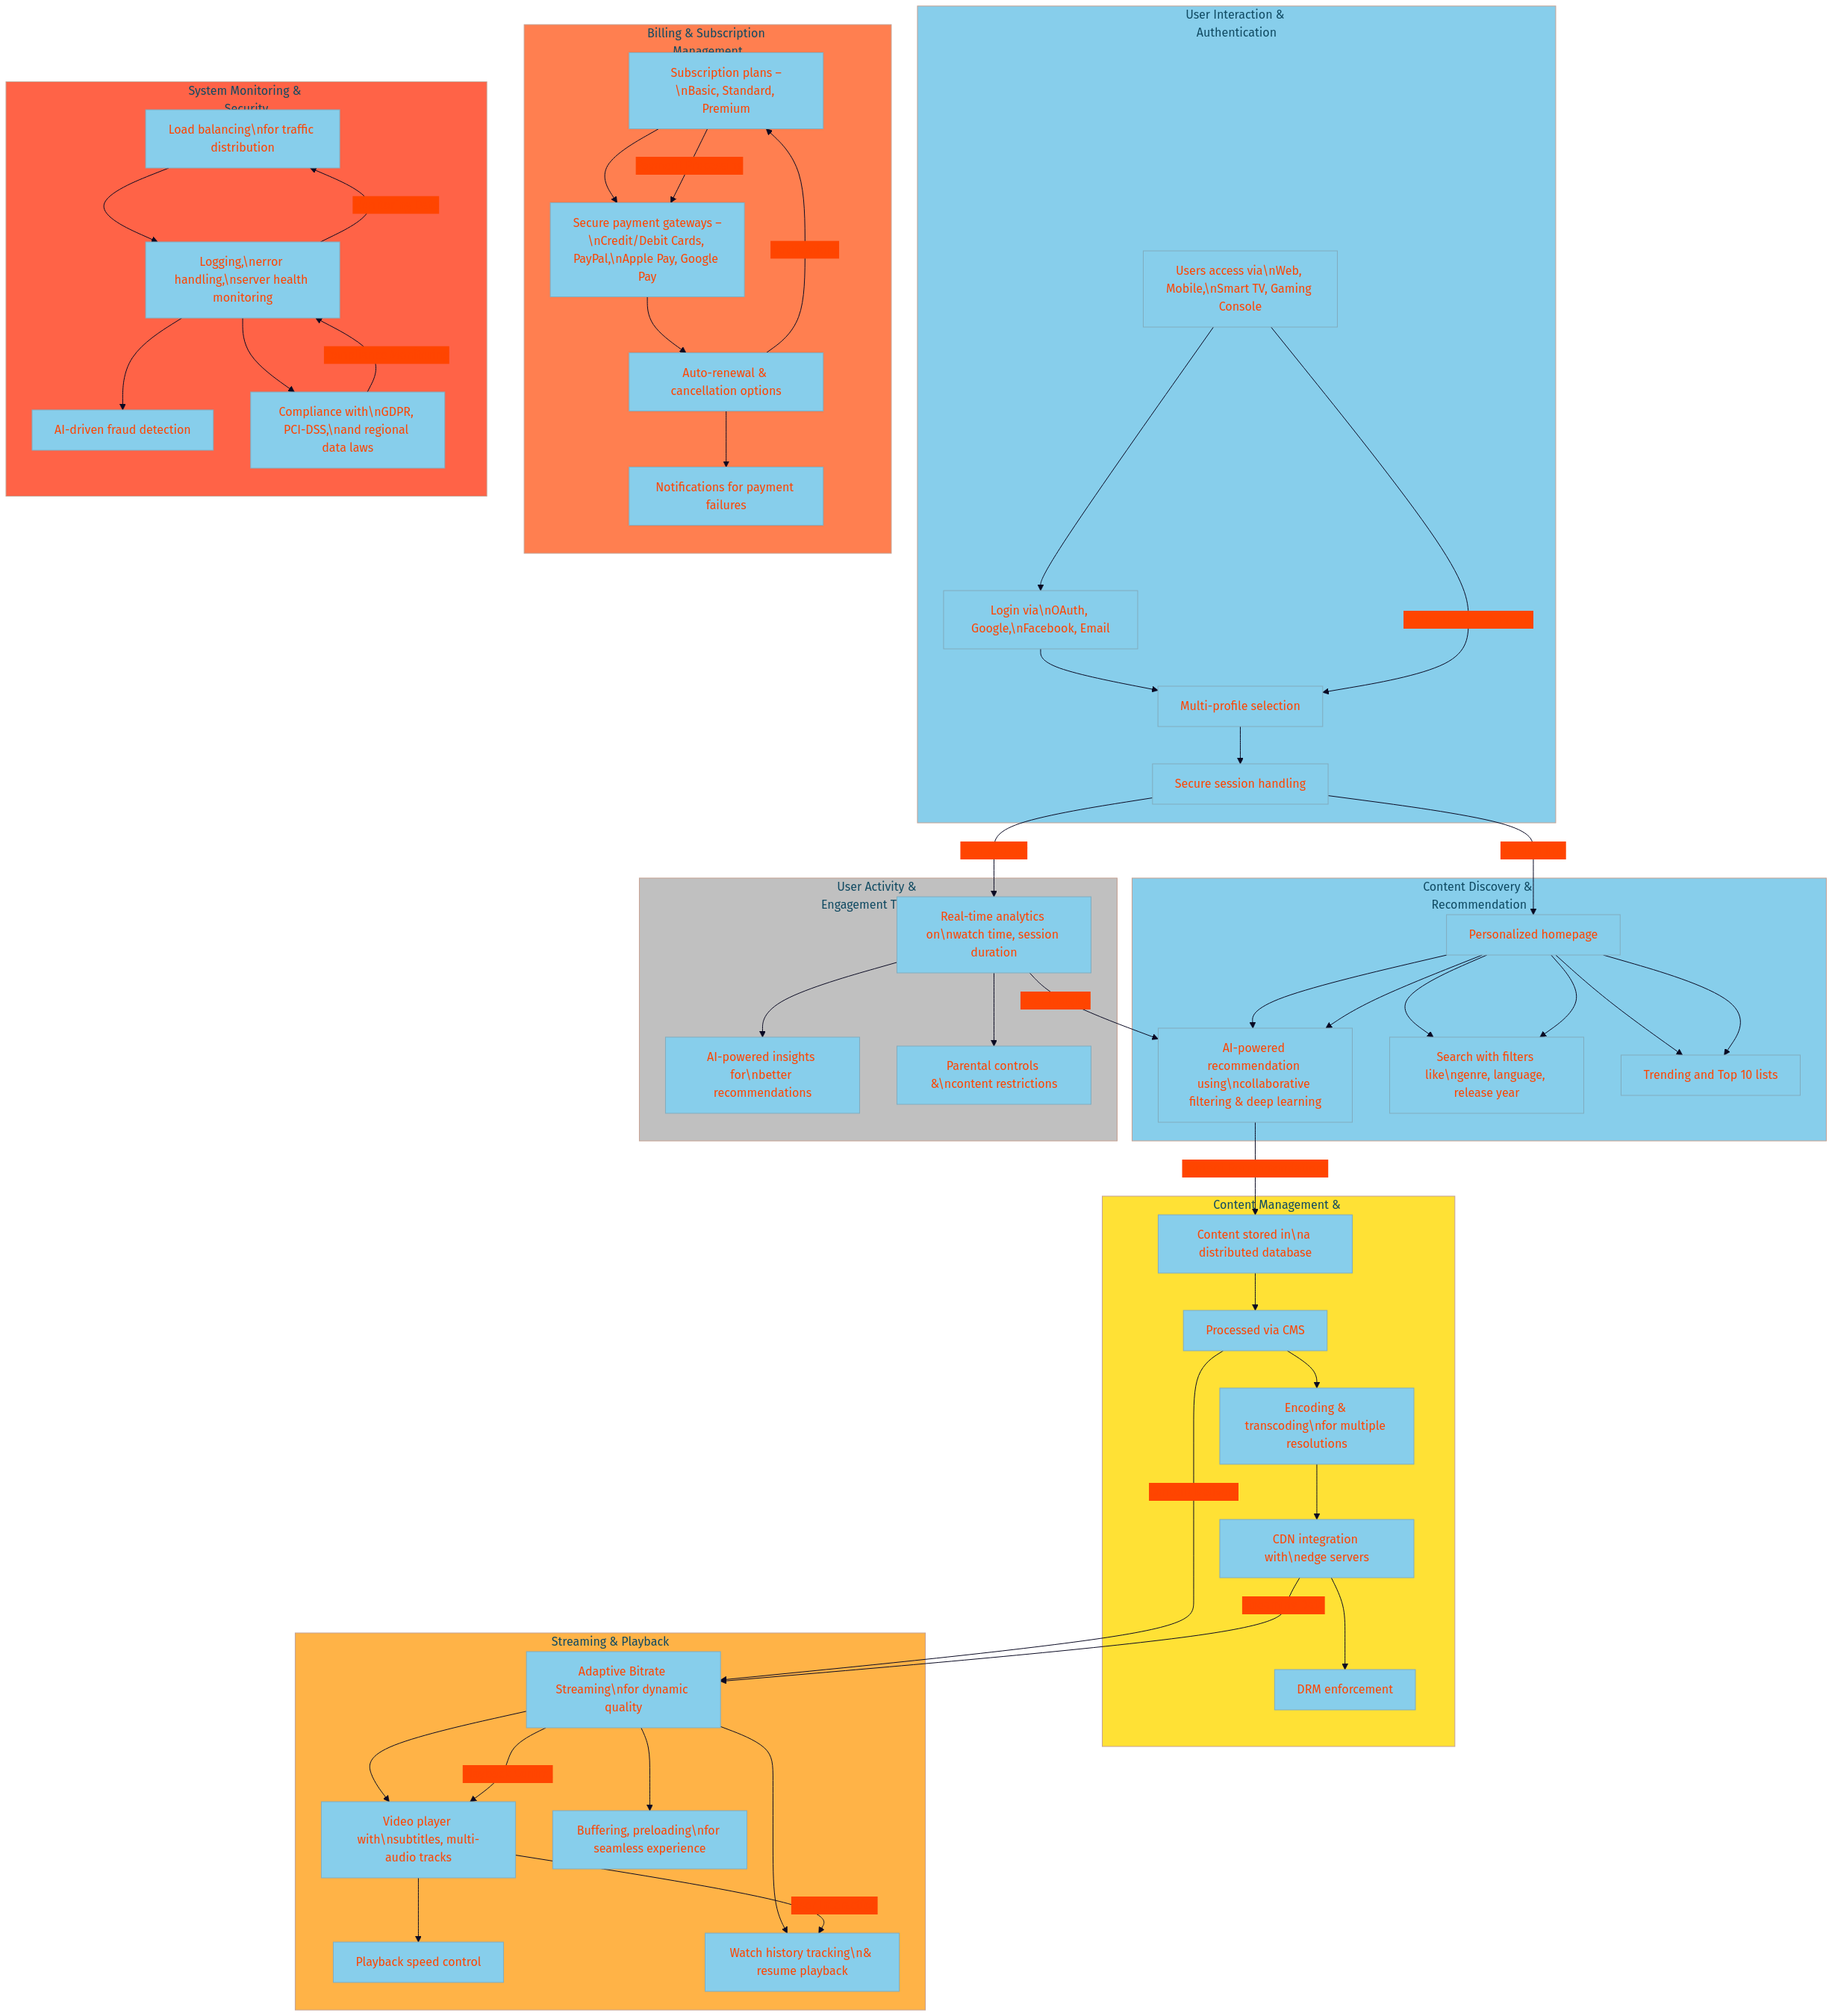 User Interaction &
Authentication
Billing & Subscription
Management
Subscription plans –
\nBasic, Standard,
Premium
System Monitoring &
Security
Load balancing\nfor traffic
distribution
Secure payment gateways –
\nCredit/Debit Cards,
PayPal,\nApple Pay, Google
Pay
Logging,\nerror
handling,\nserver health
monitoring
Users access via\nWeb,
Mobile,\nSmart TV, Gaming
Console
Auto-renewal &
cancellation options
AI-driven fraud detection
Compliance with\nGDPR,
PCI-DSS,\nand regional
data laws
Notifications for payment
failures
Login via\nOAuth,
Google,\nFacebook, Email
Multi-profile selection
Secure session handling
User Activity &
Engagement T
Real-time analytics
on\nwatch time, session
duration
Content Discovery &
Recommendation
Personalized homepage
AI-powered insights
for\nbetter
recommendations
Parental controls
&\ncontent restrictions
AI-powered
recommendation
using\ncollaborative
filtering & deep learning
Search with filters
like\ngenre, language,
release year
Trending and Top 10 lists
Content Management &
Content stored in\na
distributed database
Processed via CMS
Encoding &
transcoding\nfor multiple
resolutions
CDN integration
with\nedge servers
DRM enforcement
Streaming & Playback
Adaptive Bitrate
Streaming\nfor dynamic
quality
Video player
with\nsubtitles, multi-
audio tracks
Buffering, preloading\nfor
seamless experience
Playback speed control
Watch history tracking\n&
resume playback